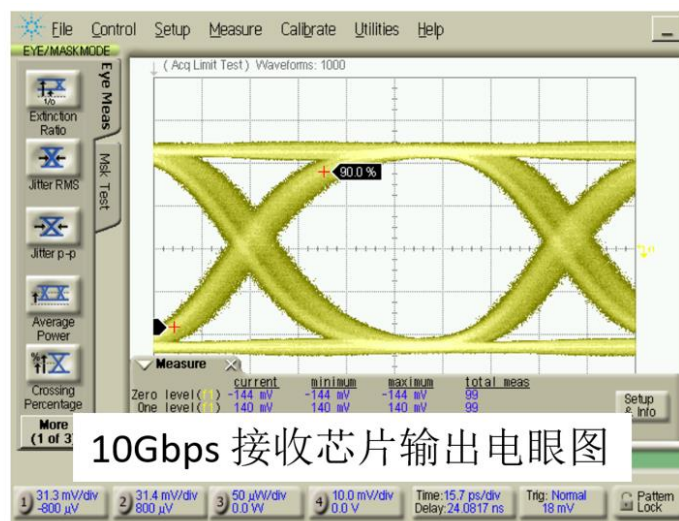 File Control Setup Measure Calibrate Utilities Help
EYE/MASK MODE
( Acq Limit Test ) Waveforms: 1000
Eye Meas
Msk Test
Extinction
Ratio
Jitter RMS
Jitter p-p
Average
Power
Crossing
Percentage
More
(1 of 3)
90.0 %
Measure
current minimum maximum total meas
Zero level( -144 mV -144 mV -144 mV 99
One level( 140 mV 140 mV 140 mV 99
Setup
& Info
10Gbps 接收芯片输出电眼图
1) 31.3 mV/div
-800 μV
2) 31.4 mV/div
800 μV
3) 50 μW/div
0.0 W
4) 10.0 mV/div
0.0 V
Time:15.7 ps/div
Delay:24.0817 ns
Trig: Normal
18 mV
Pattern
Lock